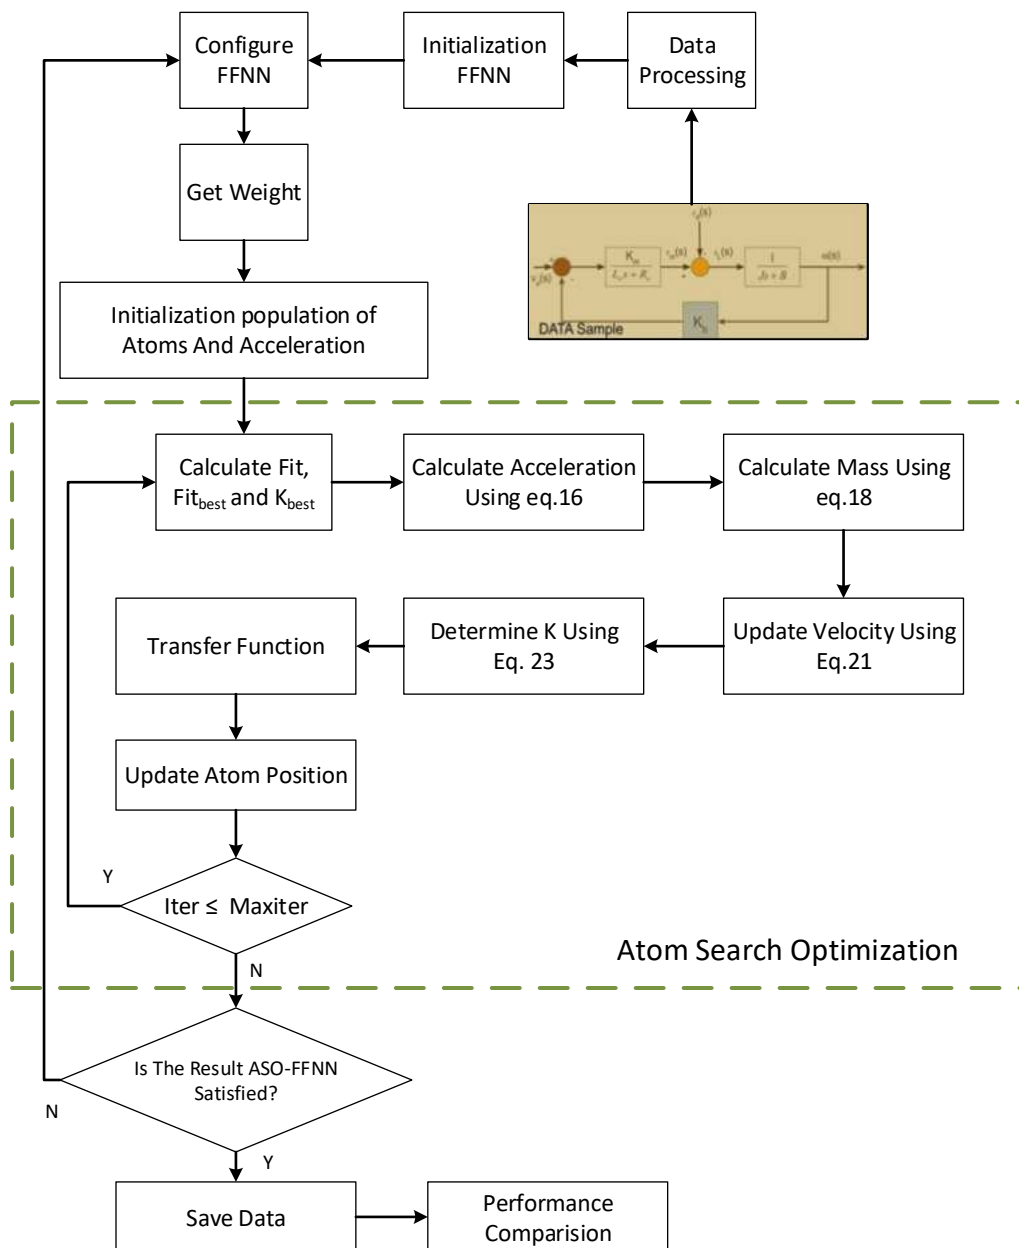 Configure
FFNN
Initialization
FFNN
Data
Processing
Get Weight
DATA Sample
Initialization population of
Atoms And Acceleration
Calculate Fit,
Fitbest and Kbest
Calculate Acceleration
Using eq.16
Calculate Mass Using
eq.18
Transfer Function
Determine K Using
Eq. 23
Update Velocity Using
Eq.21
Update Atom Position
Y
Iter ≤ Maxiter
N
Atom Search Optimization
Is The Result ASO-FFNN
Satisfied?
N
Y
Save Data
Performance
Comparision